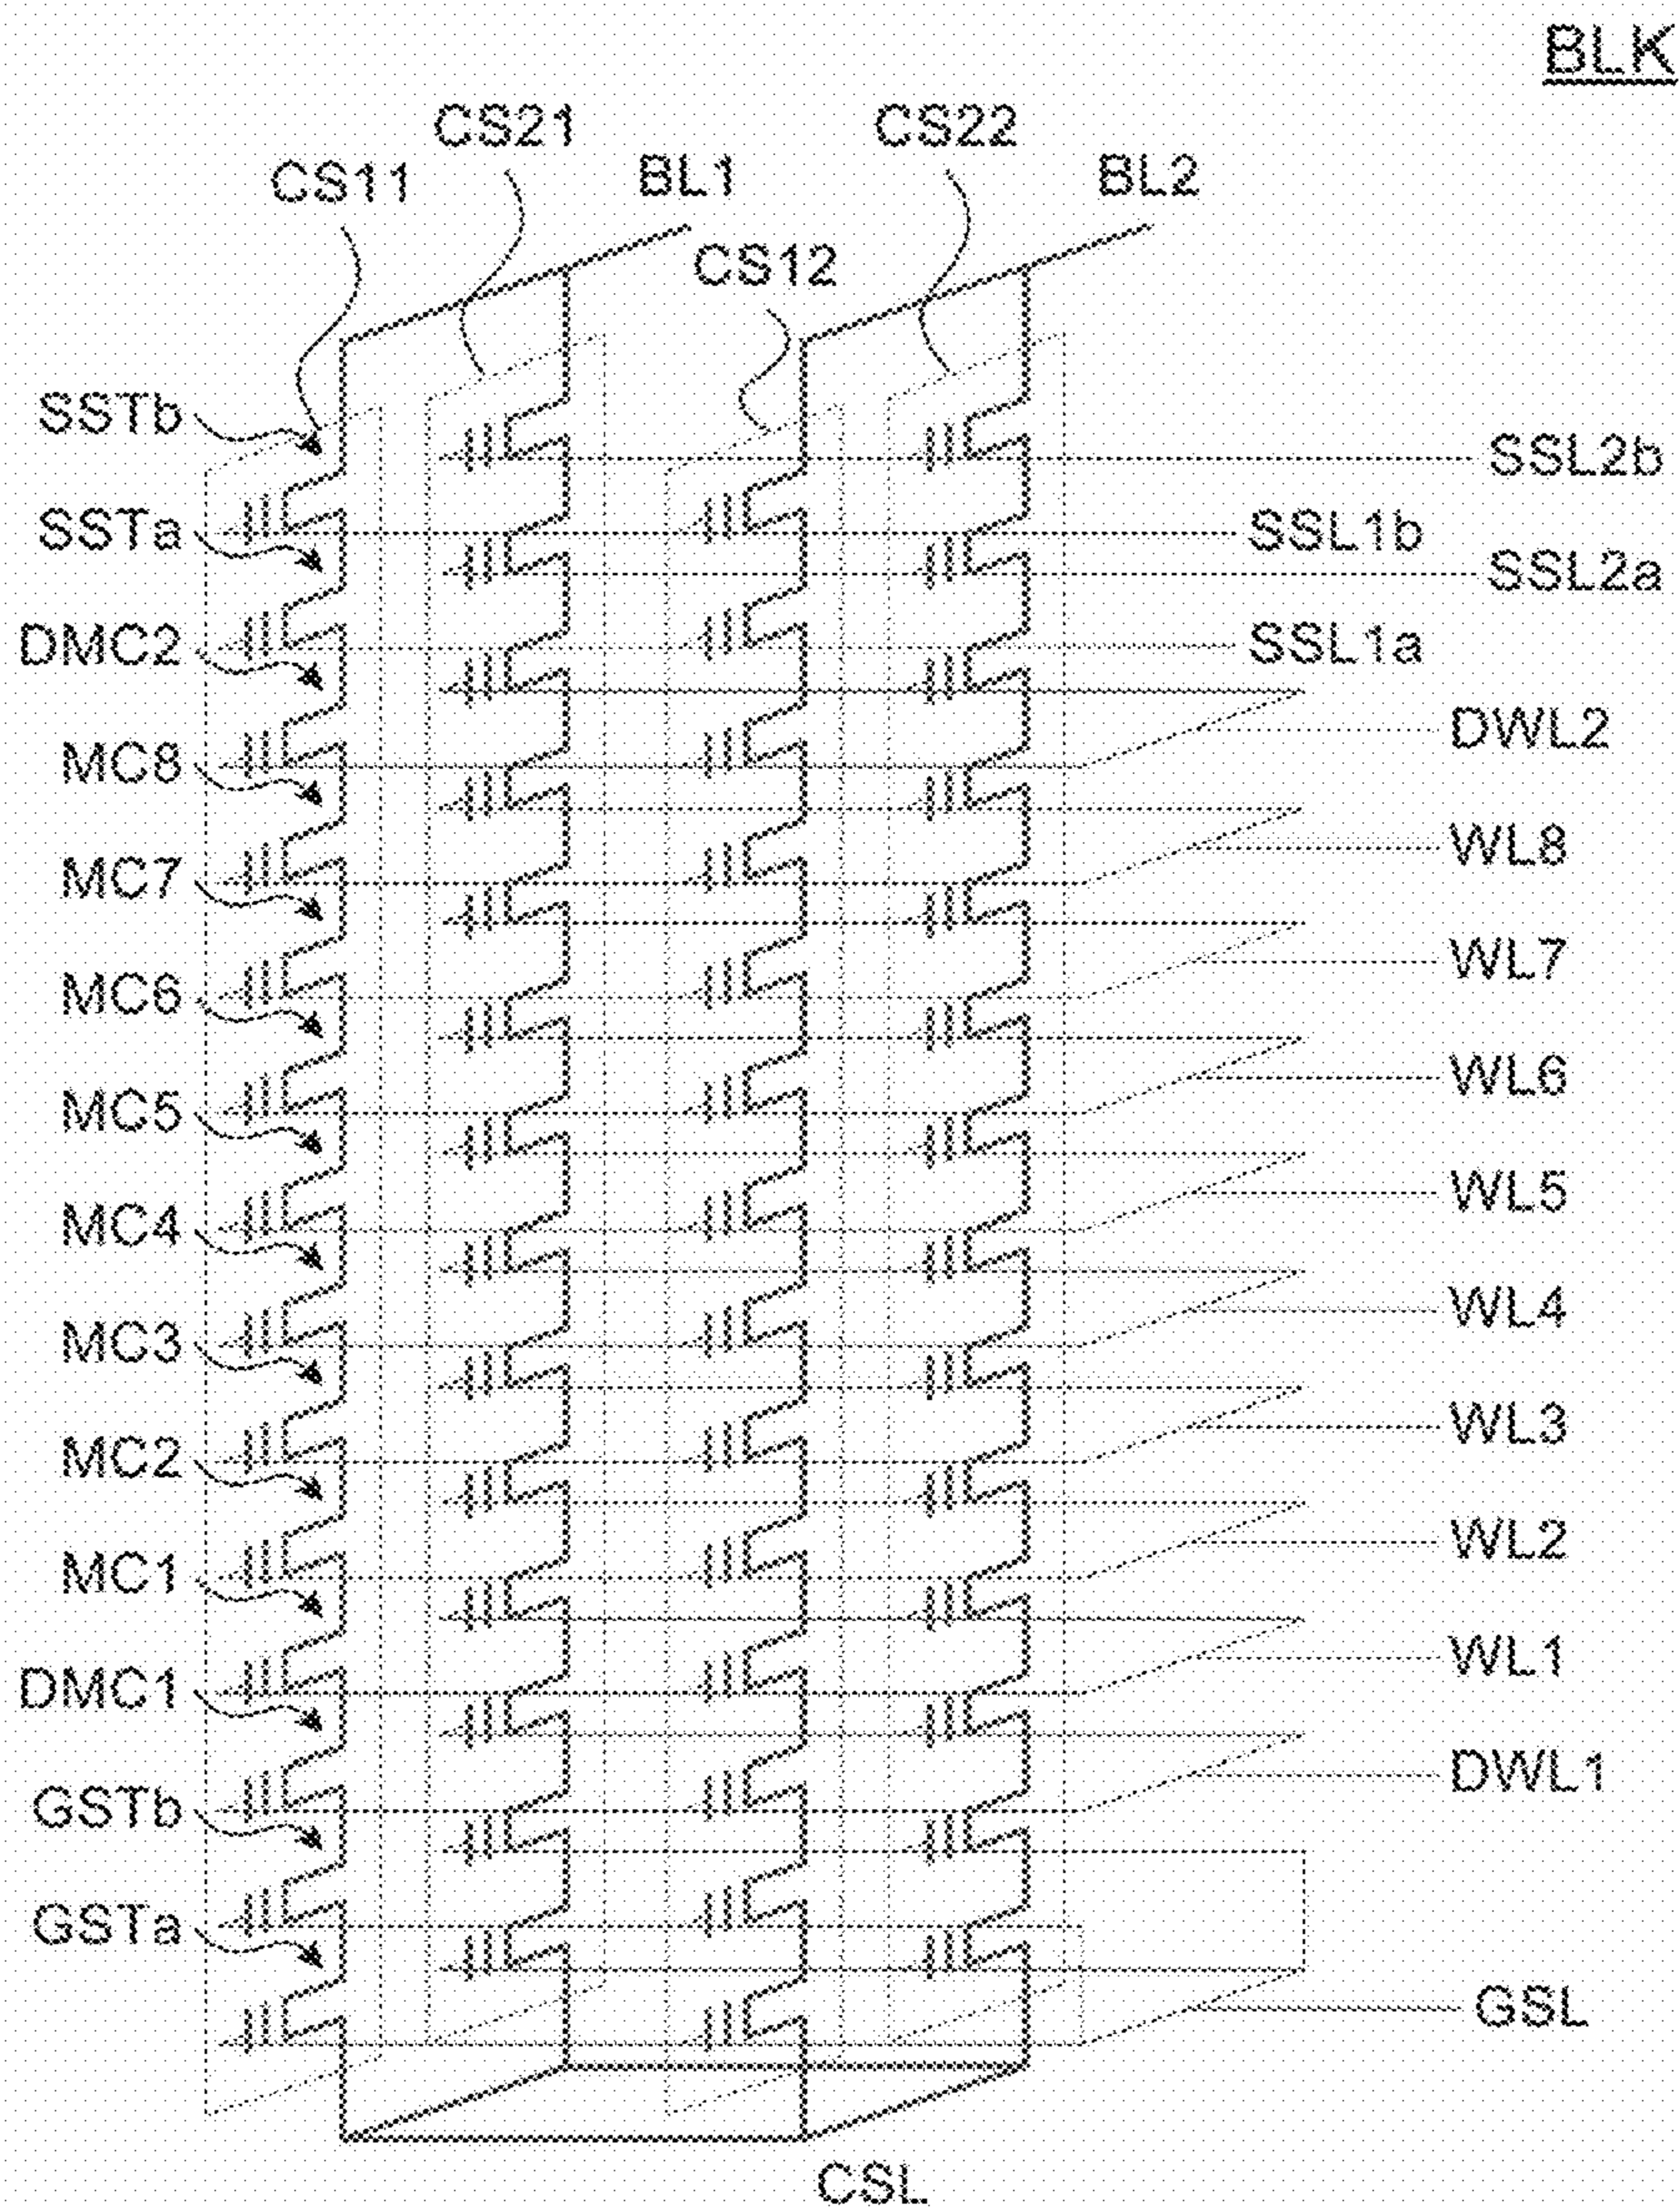 BLK
CS21
CS22
CS11
BL1
BL2
CS12
SSTb
SSL2b
SSTa
SSL1b
SSL2a
DMC2
SSL1a
DWL2
MC8
WL8
MC7
WL7
MC6
WL6
MC5
WL5
MC4
WL4
MC3
WL3
MC2
WL2
MC1
WL1
DMC1
DWL1
GSTb
GSTa
GSL
CSL